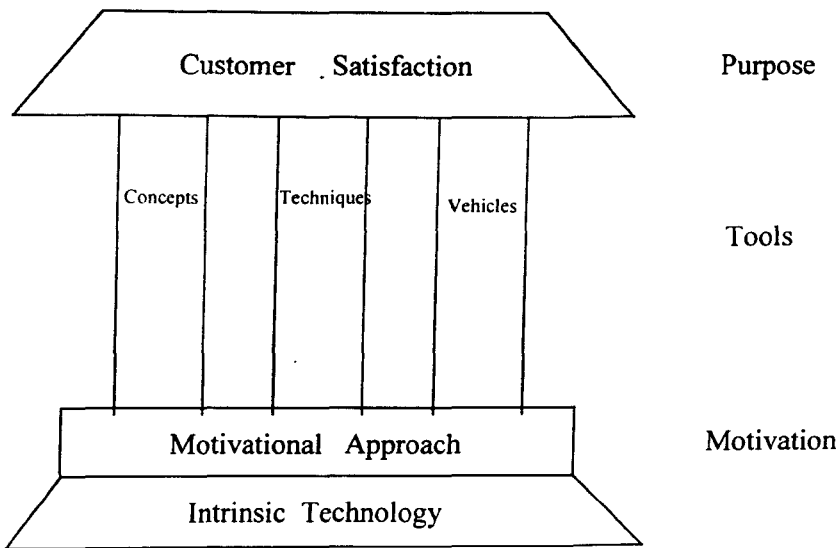 Customer Satisfaction
Purpose
Concepts
Techniques
Vehicles
Tools
Motivational Approach
Motivation
Intrinsic Technology